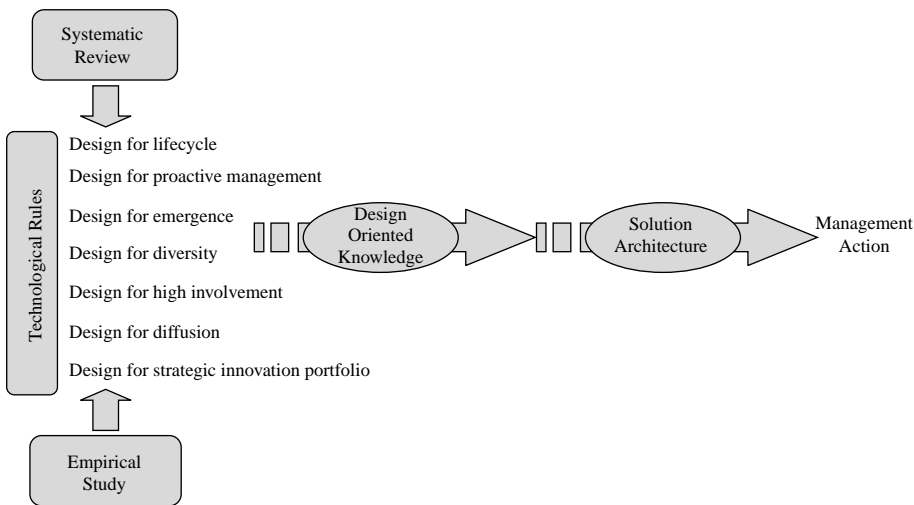 Systematic
Review
Technological Rules
Design for lifecycle
Design for proactive management
Design for emergence
Design for diversity
Design for high involvement
Design for diffusion
Design for strategic innovation portfolio
Design
Oriented
Knowledge
Solution
Architecture
Management
Action
Empirical
Study